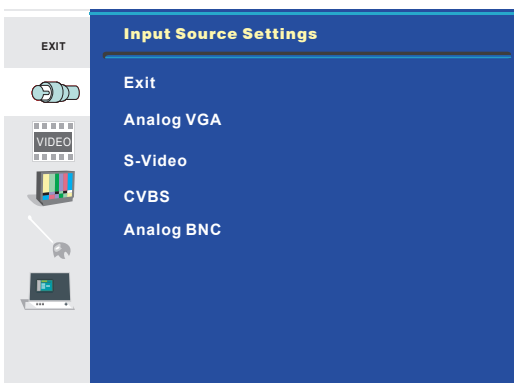 EXIT
VIDEO
Input Source Settings
Exit
Analog VGA
S-Video
CVBS
Analog BNC